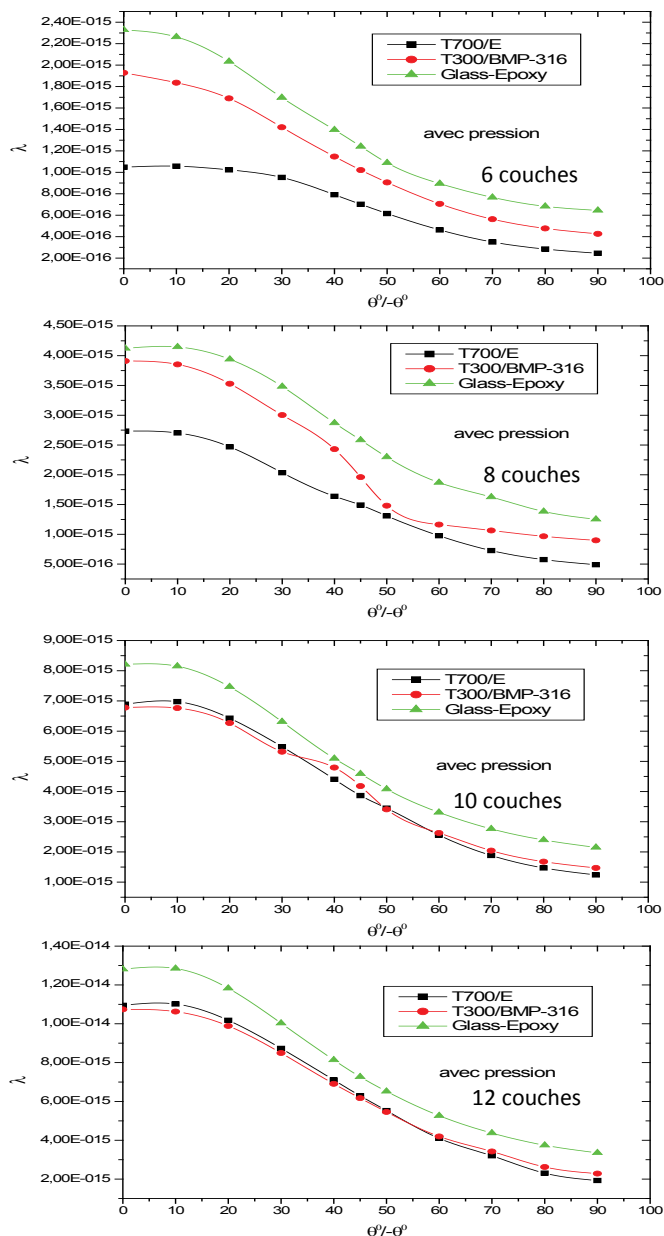 2,40E-015
2,20E-015
2,00E-015
1,80E-015
1,60E-015
1,40E-015
1,20E-015
1,00E-015
8,00E-016
6,00E-016
4,00E-016
2,00E-016
λ
T700/E
T300/BMP-316
Glass-Epoxy
avec pression
6 couches
0 10 20 30 40 50 60 70 80 90 100
θº/-θº
4,50E-015
4,00E-015
3,50E-015
3,00E-015
2,50E-015
2,00E-015
1,50E-015
1,00E-015
5,00E-016
λ
T700/E
T300/BMP-316
Glass-Epoxy
avec pression
8 couches
0 10 20 30 40 50 60 70 80 90 100
θº/-θº
9,00E-015
8,00E-015
7,00E-015
6,00E-015
5,00E-015
4,00E-015
3,00E-015
2,00E-015
1,00E-015
λ
T700/E
T300/BMP-316
Glass-Epoxy
avec pression
10 couches
0 10 20 30 40 50 60 70 80 90 100
θº/-θº
1,40E-014
1,20E-014
1,00E-014
8,00E-015
6,00E-015
4,00E-015
2,00E-015
λ
T700/E
T300/BMP-316
Glass-Epoxy
avec pression
12 couches
0 10 20 30 40 50 60 70 80 90 100
θº/-θº